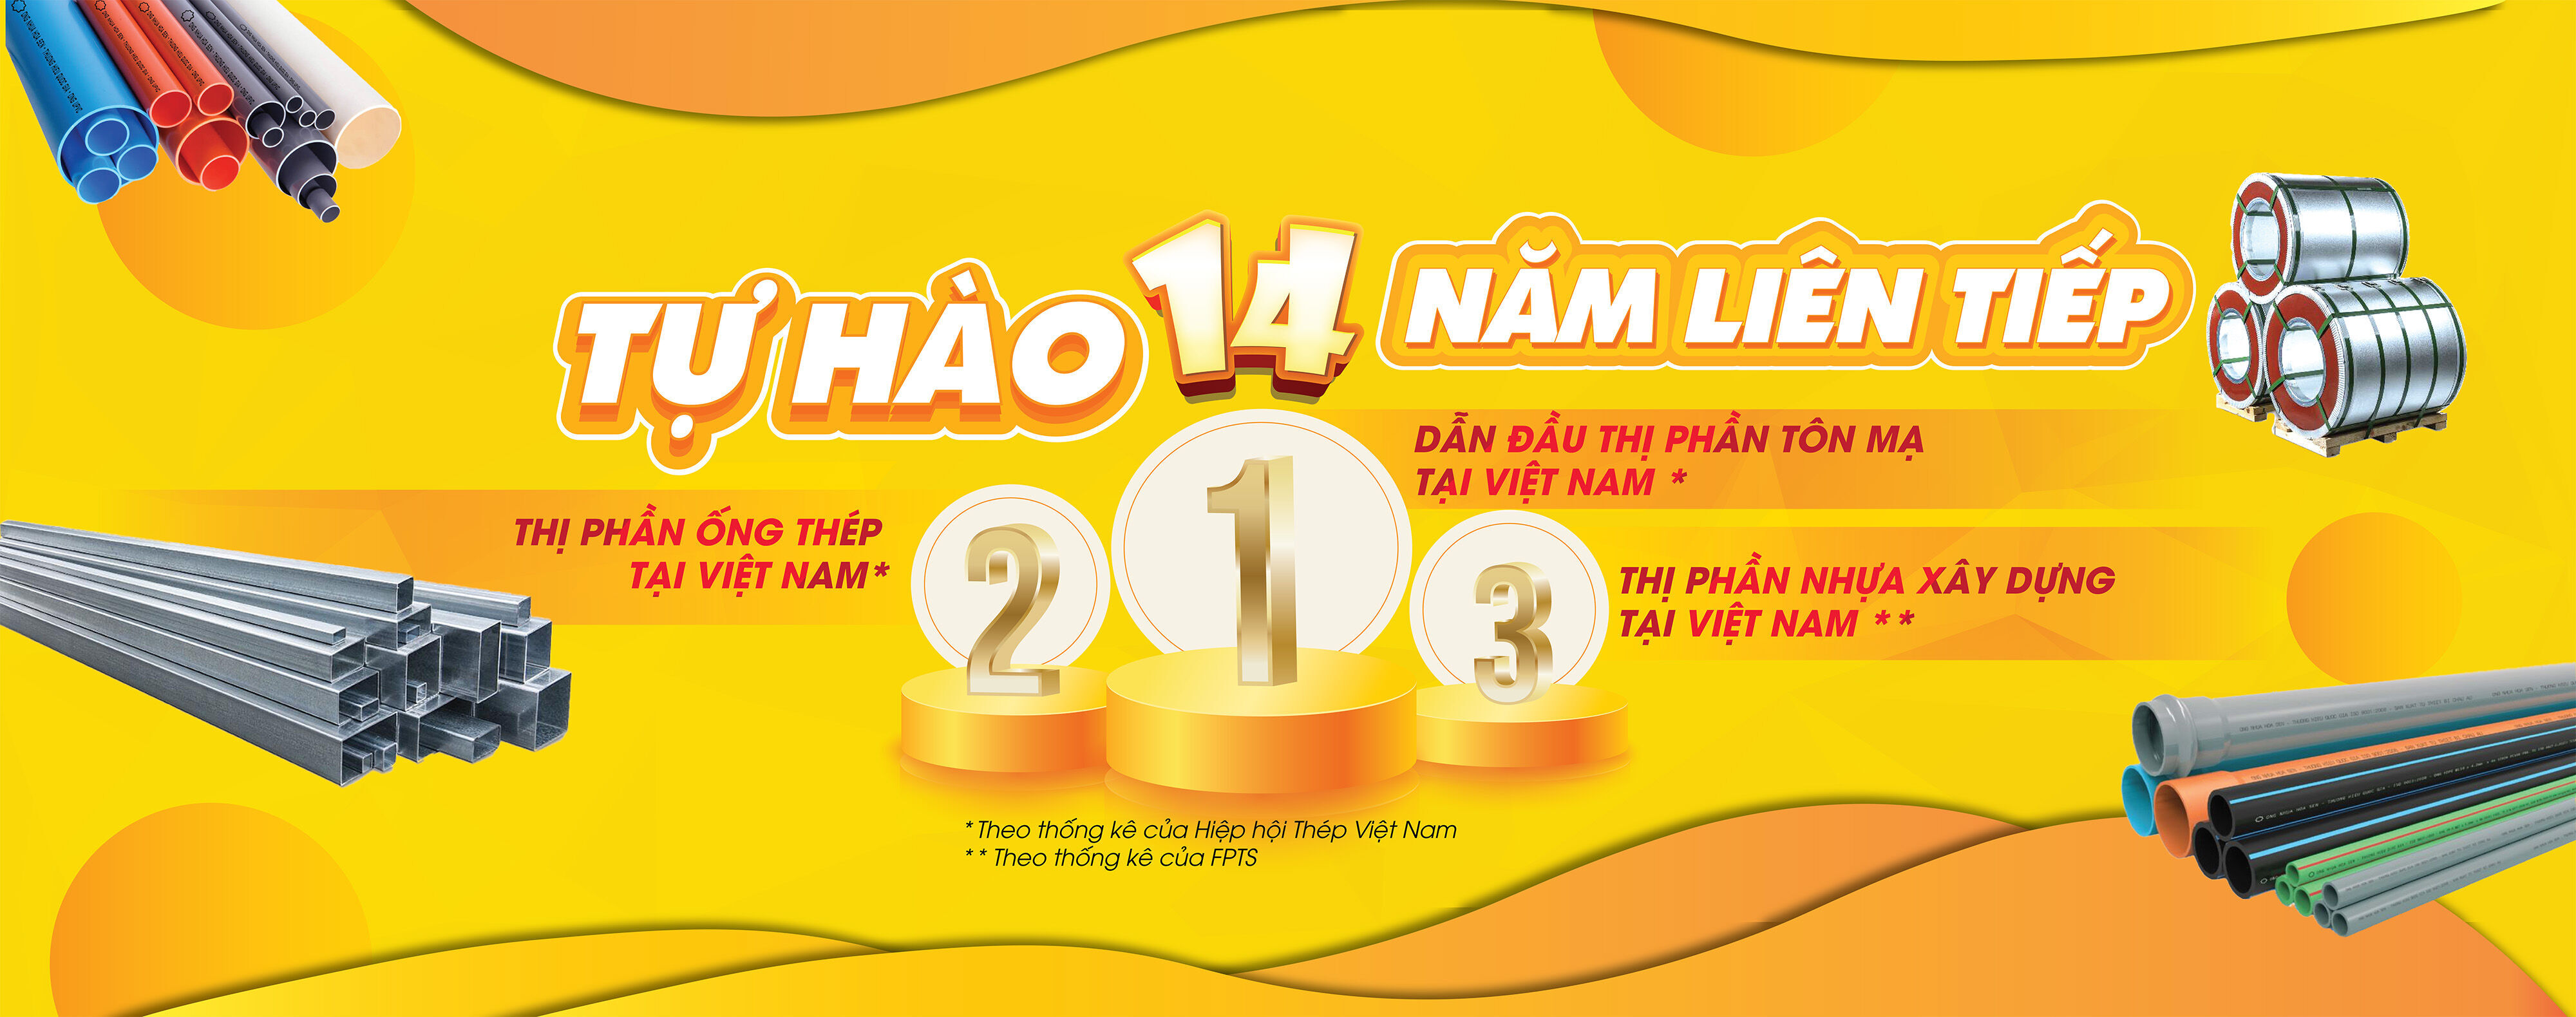 TỰ HÀO 14 NĂM LIÊN TIẾP
1
DẪN ĐẦU THỊ PHẦN TÔN MẠ
TẠI VIỆT NAM *
2
THỊ PHẦN ỐNG THÉP
TẠI VIỆT NAM*
3
THỊ PHẦN NHỰA XÂY DỰNG
TẠI VIỆT NAM **
* Theo thống kê của Hiệp hội Thép Việt Nam
** Theo thống kê của FPTS